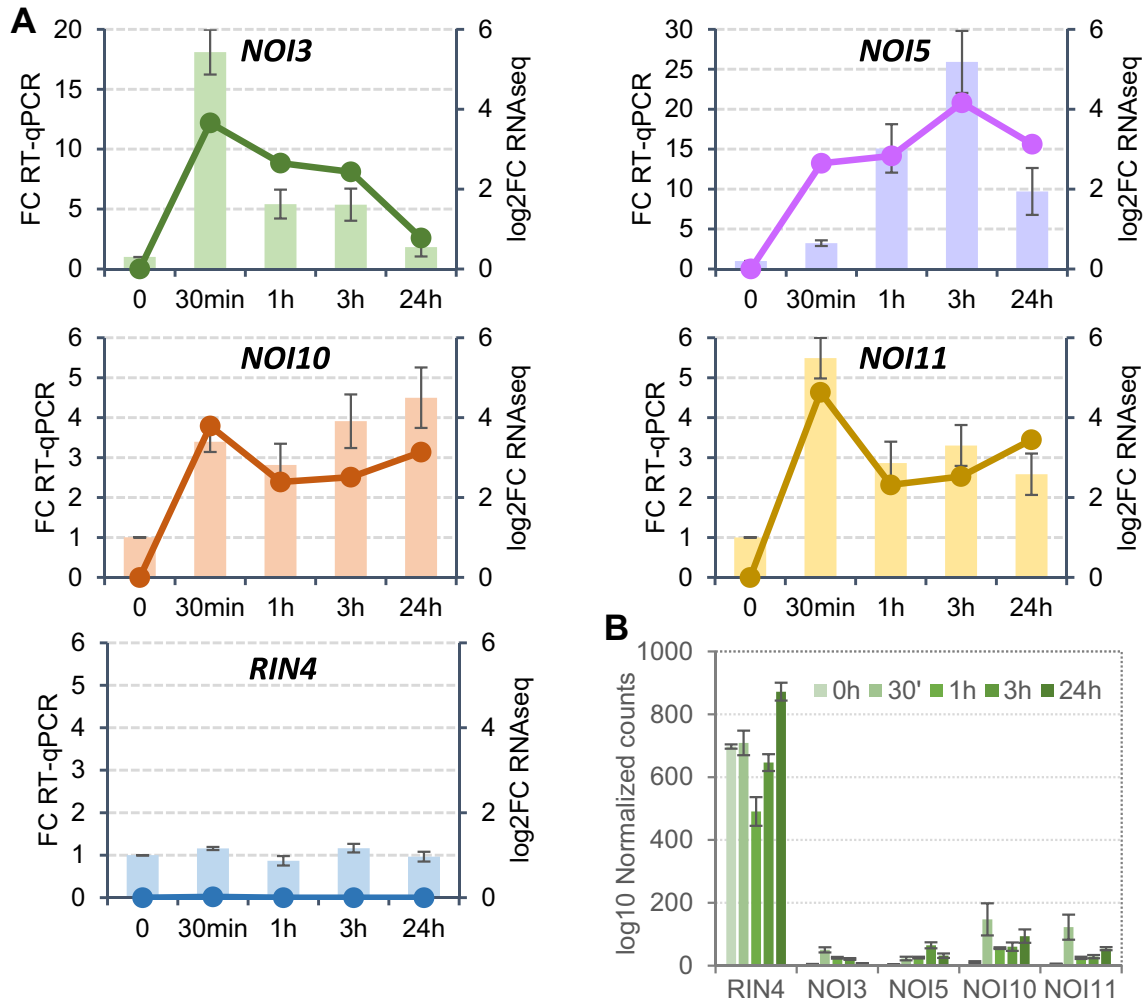 A
NOI3
FC RT-qPCR
20
15
10
5
0
log2FC RNAseq
6
4
2
0
0 30min 1h 3h 24h
NOI5
FC RT-qPCR
30
25
20
15
10
5
0
log2FC RNAseq
6
4
2
0
0 30min 1h 3h 24h
NOI10
FC RT-qPCR
6
5
4
3
2
1
0
log2FC RNAseq
6
4
2
0
0 30min 1h 3h 24h
NOI11
FC RT-qPCR
6
5
4
3
2
1
0
log2FC RNAseq
6
4
2
0
0 30min 1h 3h 24h
RIN4
FC RT-qPCR
6
5
4
3
2
1
0
log2FC RNAseq
6
4
2
0
0 30min 1h 3h 24h
B
log10 Normalized counts
1000
800
600
400
200
0
0h 30' 1h 3h 24h
RIN4 NOI3 NOI5 NOI10 NOI11